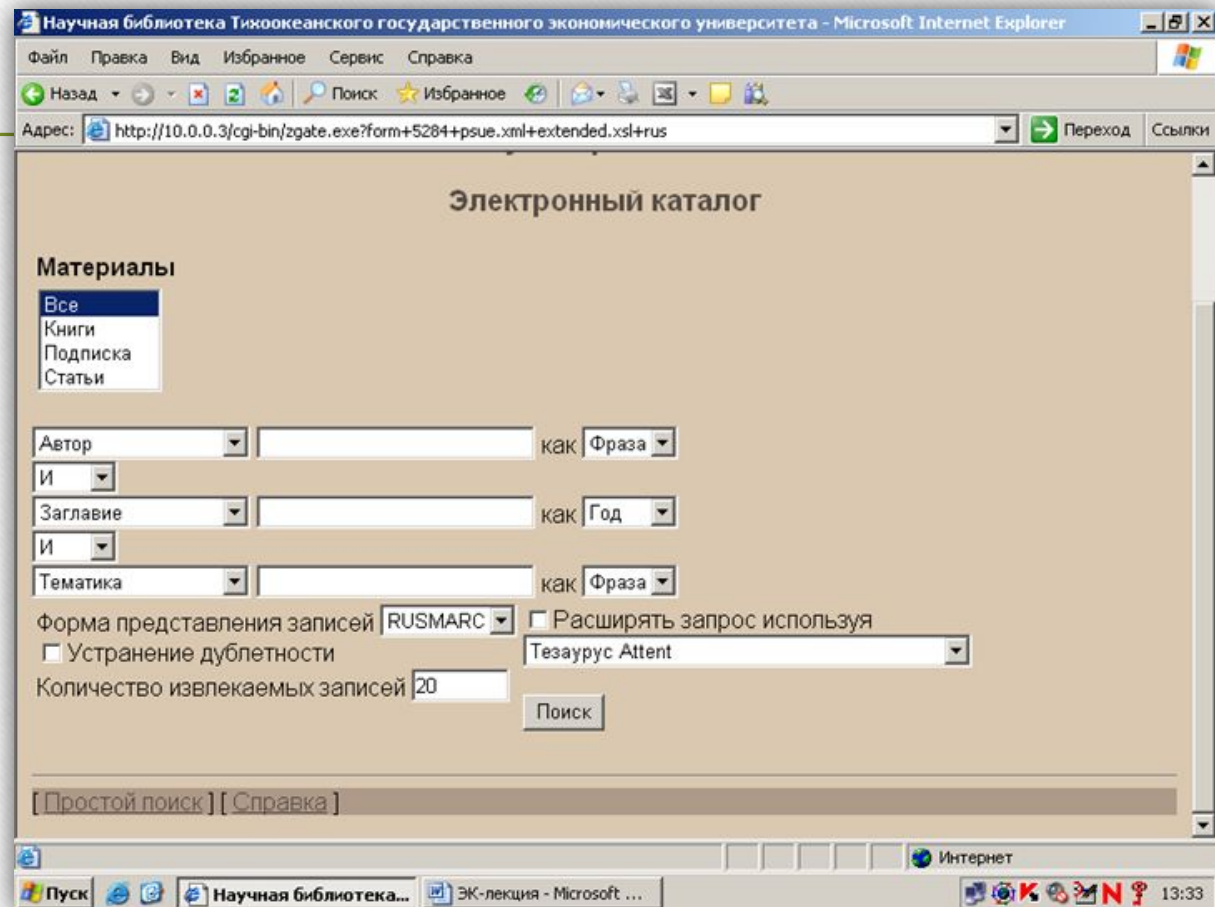 Научная библиотека Тихоокеанского государственного экономического университета - Microsoft Internet Explorer
Файл Правка Вид Избранное Сервис Справка
Назад Поиск Избранное
Адрес: http://10.0.0.3/cgi-bin/zgate.exe?form+5284+psue.xml+extended.xsl+rus Переход Ссылки
Электронный каталог
Материалы
Все
Книги
Подписка
Статьи
Автор как Фраза
И
Заглавие как Год
И
Тематика как Фраза
Форма представления записей RUSMARC Расширять запрос используя
Устранение дублетности Тезаурус Attent
Количество извлекаемых записей 20
Поиск
[ Простой поиск ] [ Справка ]
Интернет
Пуск Научная библиотека... ЭК-лекция - Microsoft ... 13:33